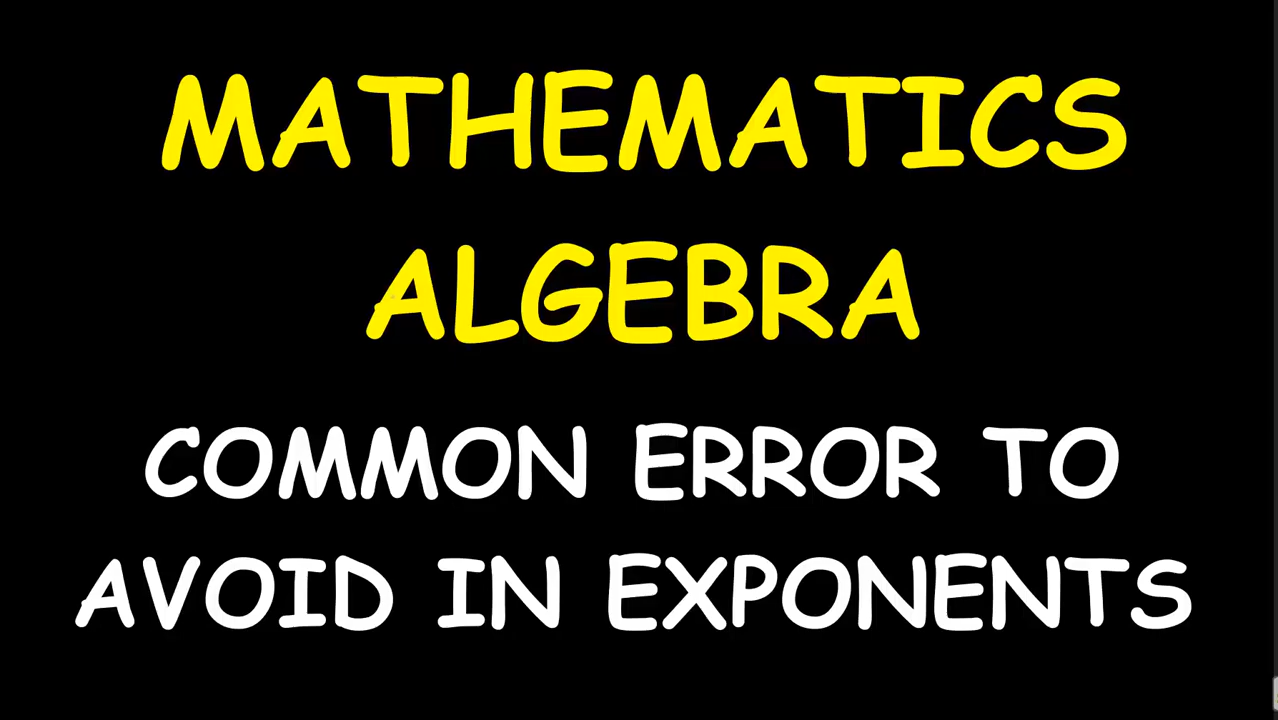 MATHEMATICS
ALGEBRA
COMMON ERROR TO
AVOID IN EXPONENTS